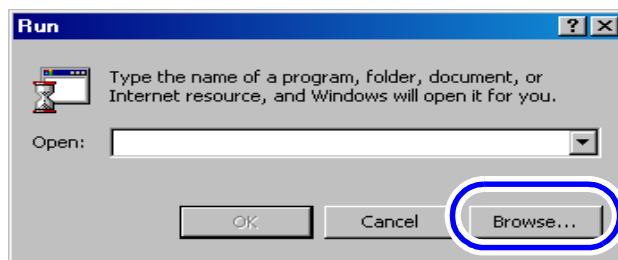 Run
Type the name of a program, folder, document, or
Internet resource, and Windows will open it for you.
Open:
OK Cancel Browse...